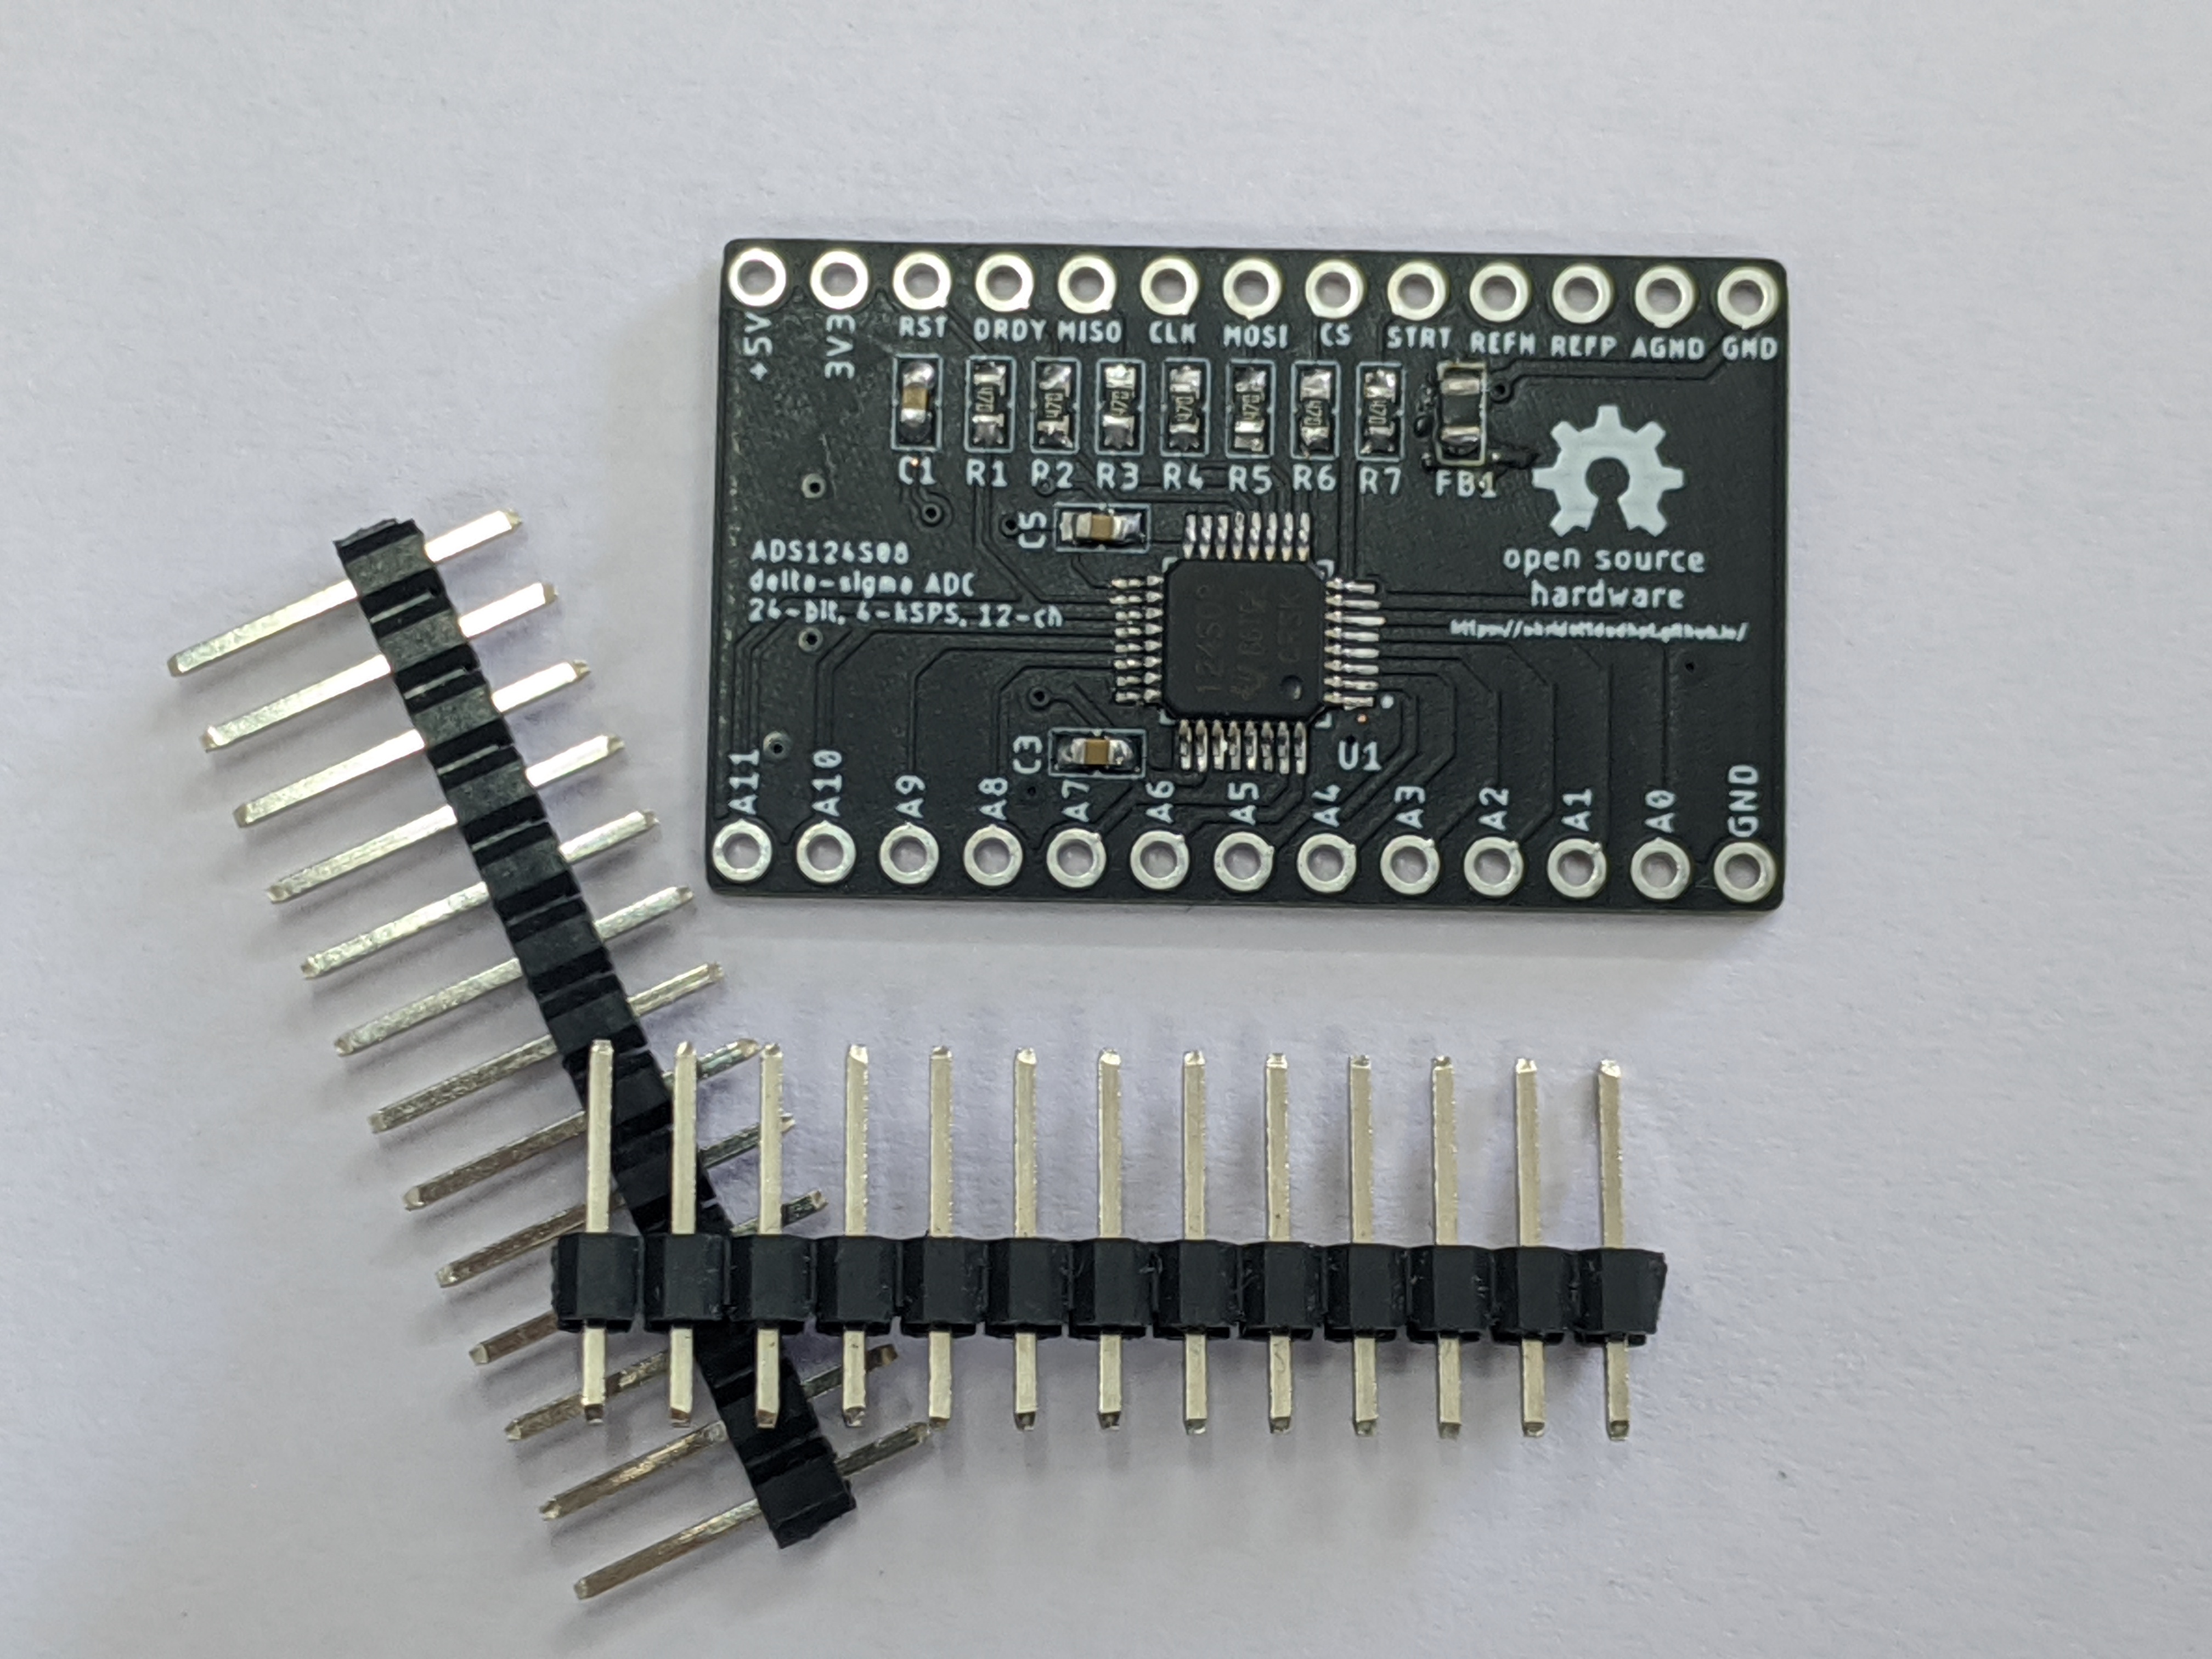 +5V 3V3 RST DRDY MISO CLK MOSI CS STRT REFN REFP AGND GND
C1 R1 R2 R3 R4 R5 R6 R7 FB1
C5
ADS124S08
delta-sigma ADC
24-bit, 4-kSPS, 12-ch
open source
hardware
124S08
C3
U1
A11 A10 A9 A8 A7 A6 A5 A4 A3 A2 A1 A0 GND